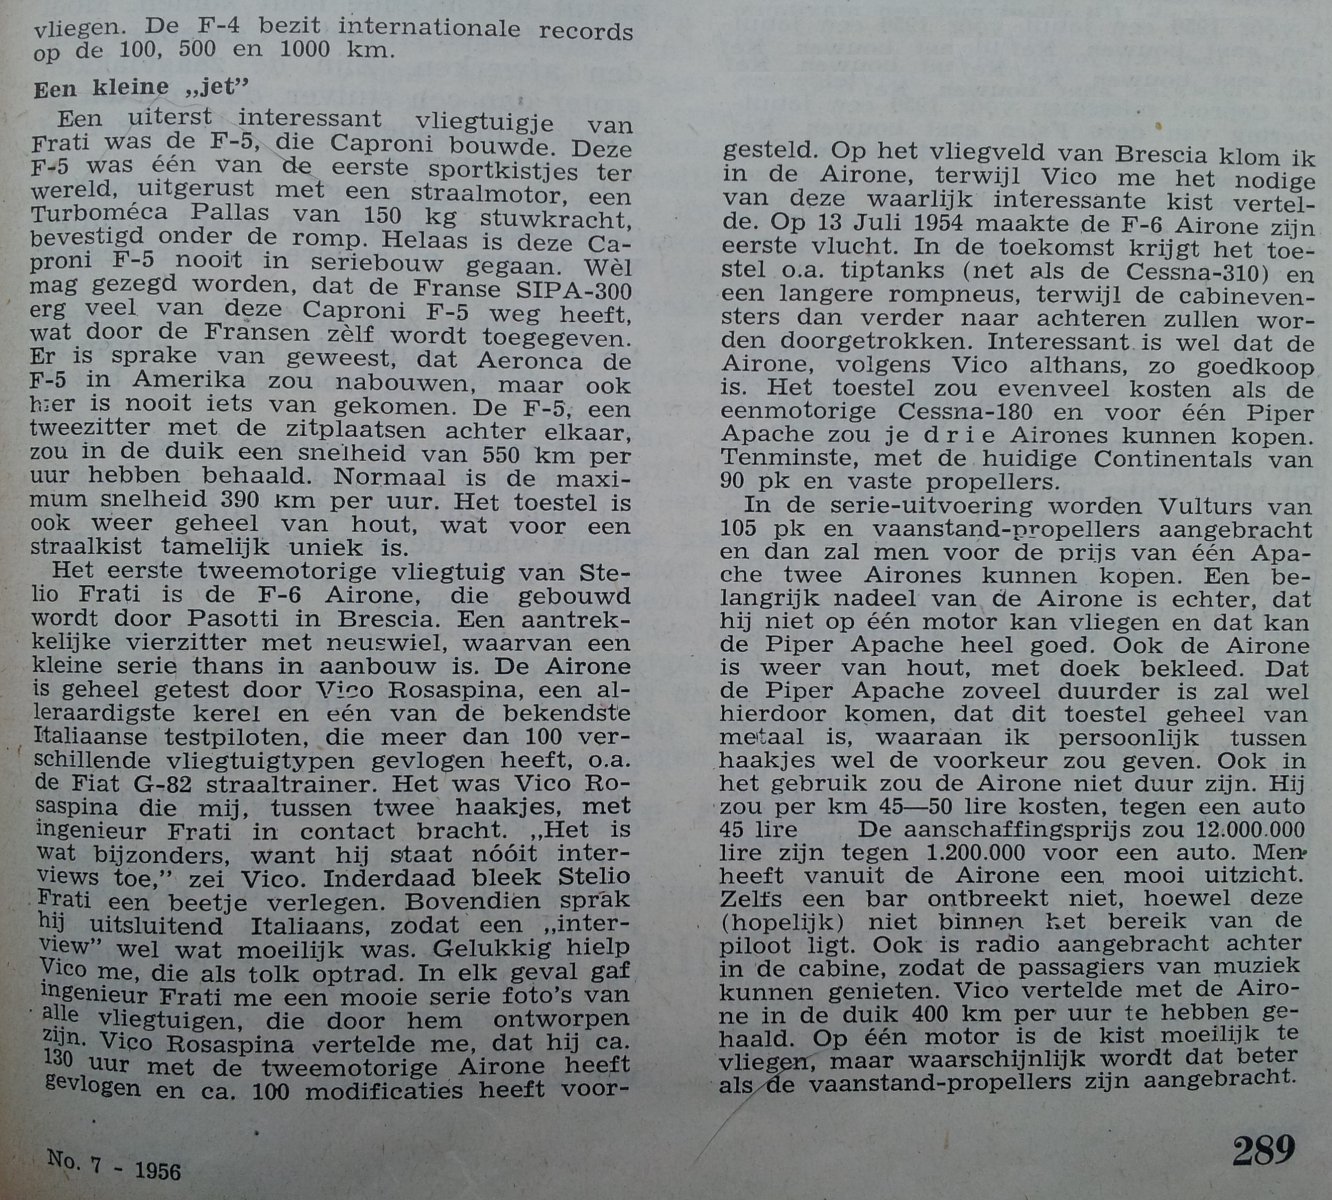 vliegen. De F-4 bezit internationale records
op de 100, 500 en 1000 km.
Een kleine „jet”
Een uiterst interessant vliegtuigje van
Frati was de F-5, die Caproni bouwde. Deze
F-5 was één van de eerste sportkistjes ter
wereld, uitgerust met een straalmotor, een
Turboméca Pallas van 150 kg stuwkracht,
bevestigd onder de romp. Helaas is deze Ca-
proni F-5 nooit in seriebouw gegaan. Wèl
mag gezegd worden, dat de Franse SIPA-300
erg veel van deze Caproni F-5 weg heeft,
wat door de Fransen zèlf wordt toegegeven.
Er is sprake van geweest, dat Aeronca de
F-5 in Amerika zou nabouwen, maar ook
hier is nooit iets van gekomen. De F-5, een
tweezitter met de zitplaatsen achter elkaar,
zou in de duik een snelheid van 550 km per
uur hebben behaald. Normaal is de maxi-
mum snelheid 390 km per uur. Het toestel is
ook weer geheel van hout, wat voor een
straalkist tamelijk uniek is.
Het eerste tweemotorige vliegtuig van Ste-
lio Frati is de F-6 Airone, die gebouwd
wordt door Pasotti in Brescia. Een aantrek-
kelijke vierzitter met neuswiel, waarvan een
kleine serie thans in aanbouw is. De Airone
is geheel getest door Vico Rosaspina, een al-
leraardigste kerel en eén van de bekendste
Italiaanse testpiloten, die meer dan 100 ver-
schillende vliegtuigtypen gevlogen heeft, o.a.
de Fiat G-82 straaltrainer. Het was Vico Ro-
saspina die mij, tussen twee haakjes, met
ingenieur Frati in contact bracht. „Het is
wat bijzonders, want hij staat nóóit inter-
views toe,” zei Vico. Inderdaad bleek Stelio
Frati een beetje verlegen. Bovendien sprak
hij uitsluitend Italiaans, zodat een „inter-
view” wel wat moeilijk was. Gelukkig hielp
Vico me, die als tolk optrad. In elk geval gaf
ingenieur Frati me een mooie serie foto's van
alle vliegtuigen, die door hem ontworpen
zijn. Vico Rosaspina vertelde me, dat hij ca.
130 uur met de tweemotorige Airone heeft
gevlogen en ca. 100 modificaties heeft voor-
gesteld. Op het vliegveld van Brescia klom ik
in de Airone, terwijl Vico me het nodige
van deze waarlijk interessante kist vertel-
de. Op 13 Juli 1954 maakte de F-6 Airone zijn
eerste vlucht. In de toekomst krijgt het toe-
stel o.a. tiptanks (net als de Cessna-310) en
een langere rompneus, terwijl de cabineven-
sters dan verder naar achteren zullen wor-
den doorgetrokken. Interessant is wel dat de
Airone, volgens Vico althans, zo goedkoop
is. Het toestel zou evenveel kosten als de
eenmotorige Cessna-180 en voor één Piper
Apache zou je drie Airones kunnen kopen.
Tenminste, met de huidige Continentals van
90 pk en vaste propellers.
In de serie-uitvoering worden Vulturs van
105 pk en vaanstand-propellers aangebracht
en dan zal men voor de prijs van één Apa-
che twee Airones kunnen kopen. Een be-
langrijk nadeel van de Airone is echter, dat
hij niet op één motor kan vliegen en dat kan
de Piper Apache heel goed. Ook de Airone
is weer van hout, met doek bekleed. Dat
de Piper Apache zoveel duurder is zal wel
hierdoor komen, dat dit toestel geheel van
metaal is, waaraan ik persoonlijk tussen
haakjes wel de voorkeur zou geven. Ook in
het gebruik zou de Airone niet duur zijn. Hij
zou per km 45—50 lire kosten, tegen een auto
45 lire De aanschaffingsprijs zou 12.000.000
lire zijn tegen 1.200.000 voor een auto. Men
heeft vanuit de Airone een mooi uitzicht.
Zelfs een bar ontbreekt niet, hoewel deze
(hopelijk) niet binnen het bereik van de
piloot ligt. Ook is radio aangebracht achter
in de cabine, zodat de passagiers van muziek
kunnen genieten. Vico vertelde met de Airo-
ne in de duik 400 km per uur te hebben ge-
haald. Op één motor is de kist moeilijk te
vliegen, maar waarschijnlijk wordt dat beter
als de vaanstand-propellers zijn aangebracht.
No. 7 - 1956
289